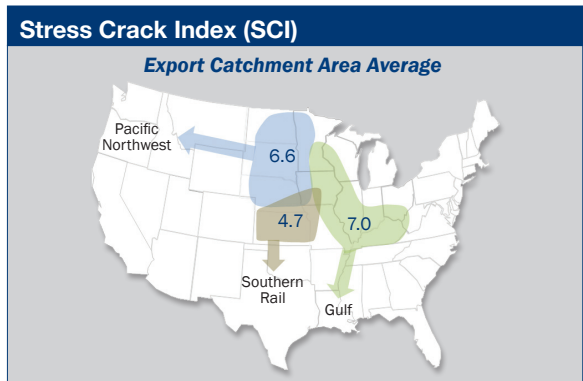 Stress Crack Index (SCI)
Export Catchment Area Average
Pacific
Northwest
6.6
4.7
7.0
Southern
Rail
Gulf